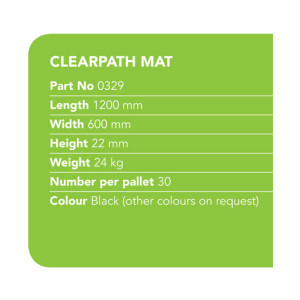 CLEARPATH MAT
Part No 0329
Length 1200 mm
Width 600 mm
Height 22 mm
Weight 24 kg
Number per pallet 30
Colour Black (other colours on request)